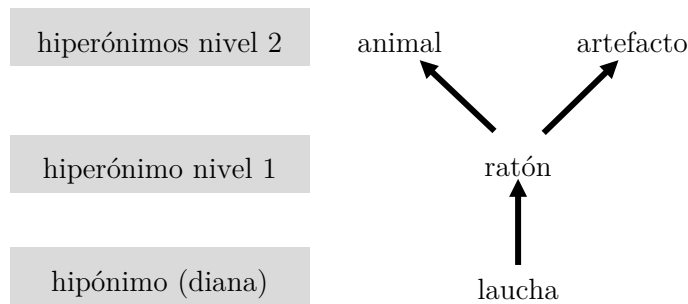 hiperónimos nivel 2 animal artefacto
hiperónimo nivel 1 ratón
hipónimo (diana) laucha